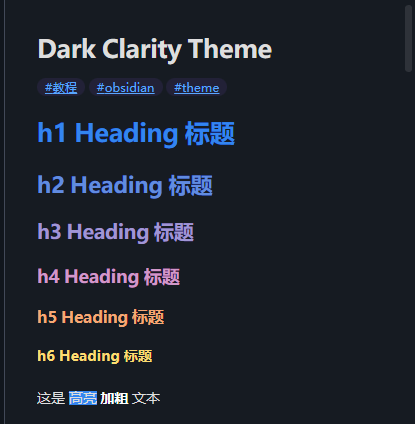 Dark Clarity Theme
#教程 #obsidian #theme
h1 Heading 标题
h2 Heading 标题
h3 Heading 标题
h4 Heading 标题
h5 Heading 标题
h6 Heading 标题
这是 高亮 加粗 文本